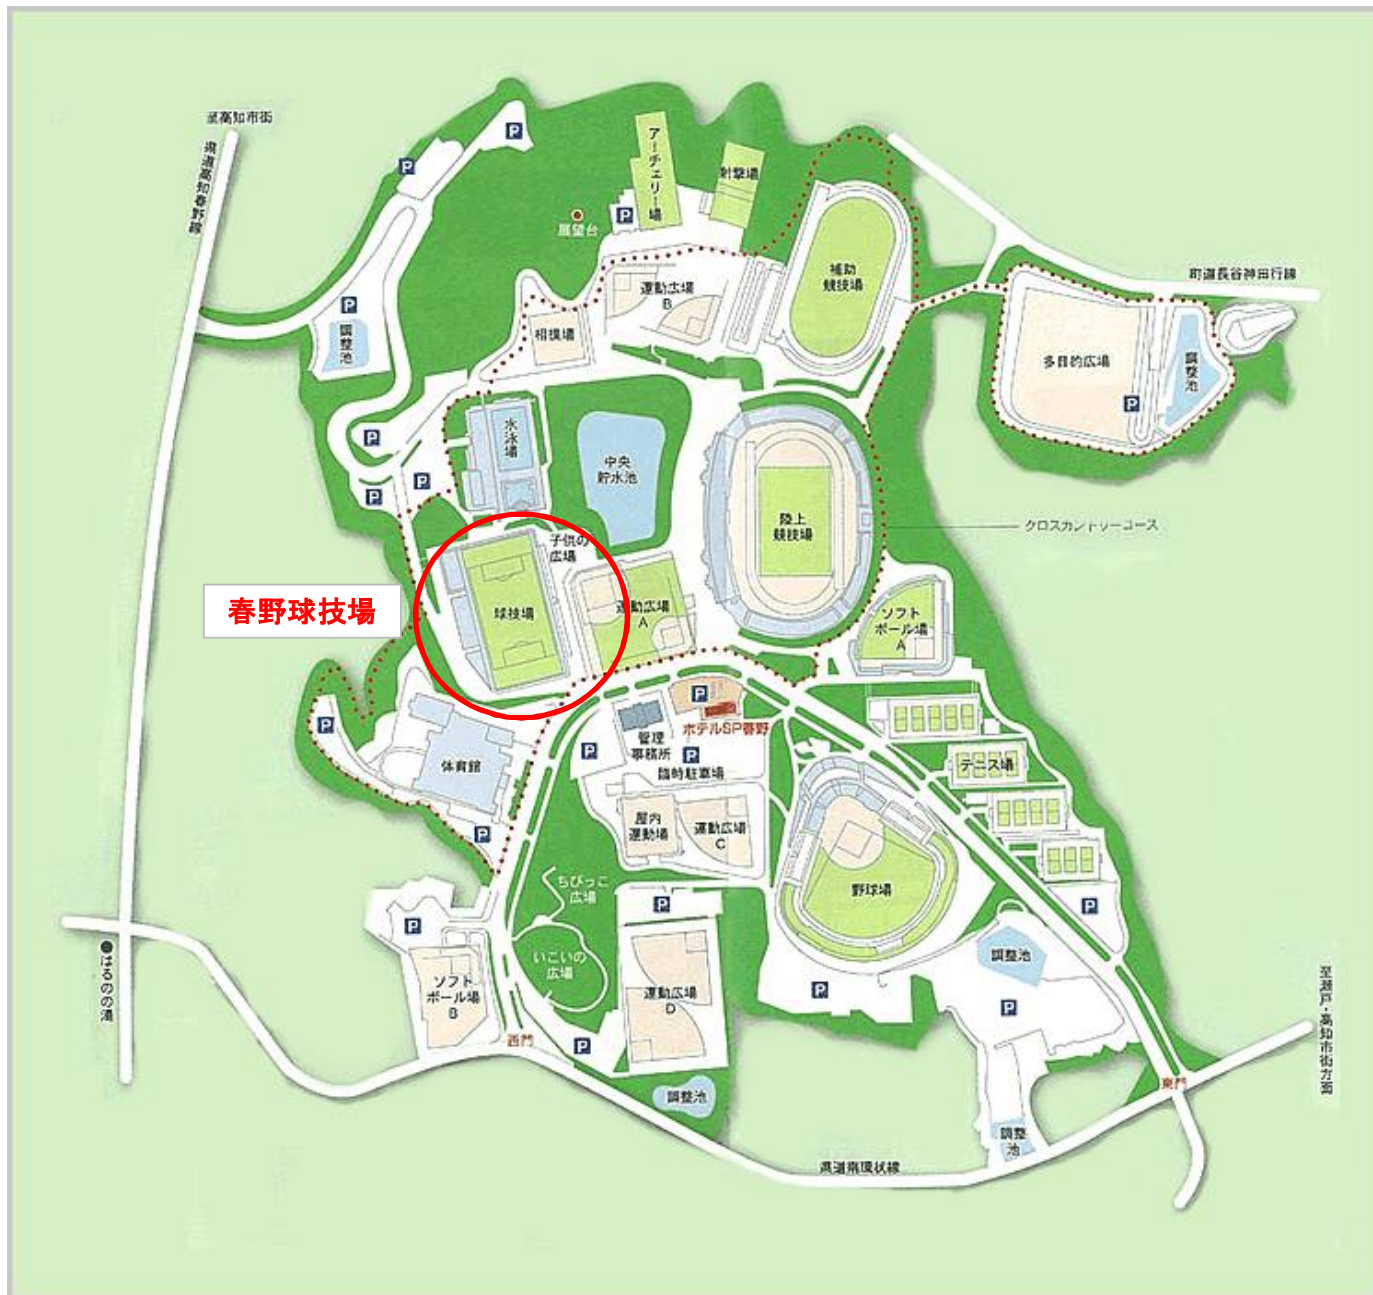 至高知市街
県道高知春野線
P
P
アーチェリー場
射撃場
P
展望台
補助
競技場
町道長谷神田行線
運動広場
B
P
調整池
相撲場
多目的広場
調整池
P
水泳場
中央
貯水池
P
P
P
陸上
競技場
クロスカントリーコース
子供の
広場
春野球技場
球技場
運動広場
A
ソフト
ボール場
A
P
P
ホテルSP春野
管理
事務所
P
P
臨時駐車場
体育館
テニス場
P
屋内
運動場
運動広場
C
野球場
ちびっこ
広場
P
P
P
いこいの
広場
調整池
はるのの湯
ソフト
ボール場
B
運動広場
D
P
P
西門
P
至瀬戸・高知市街方面
東門
調整池
調整池
県道南環状線